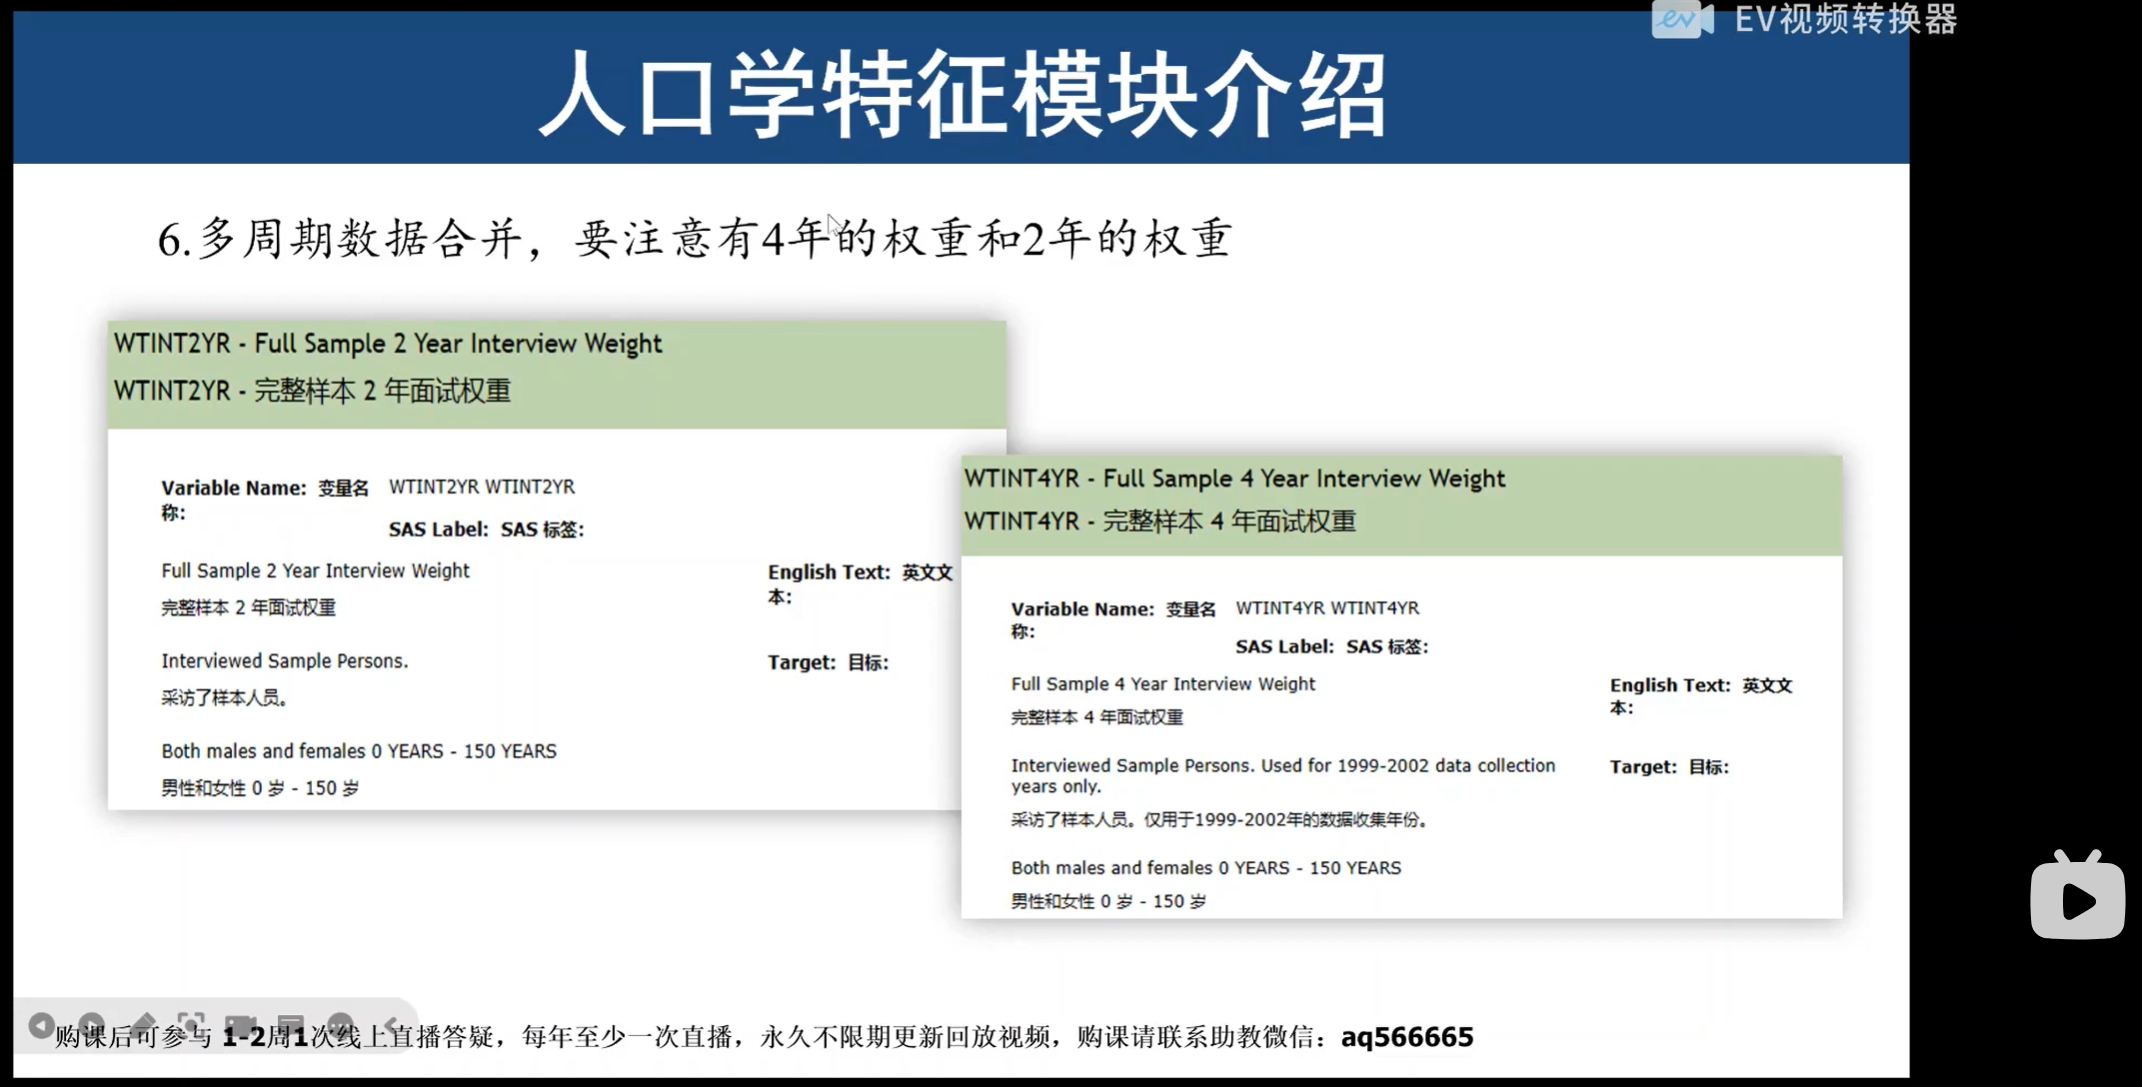 EV视频转换器
人口学特征模块介绍
6.多周期数据合并，要注意有4年的权重和2年的权重
WTINT2YR - Full Sample 2 Year Interview Weight
WTINT2YR - 完整样本 2 年面试权重
Variable Name: 变量名称:
WTINT2YR WTINT2YR
SAS Label: SAS 标签:
Full Sample 2 Year Interview Weight
完整样本 2 年面试权重
English Text: 英文文本:
Interviewed Sample Persons.
采访了样本人员。
Target: 目标:
Both males and females 0 YEARS - 150 YEARS
男性和女性 0 岁 - 150 岁
WTINT4YR - Full Sample 4 Year Interview Weight
WTINT4YR - 完整样本 4 年面试权重
Variable Name: 变量名称:
WTINT4YR WTINT4YR
SAS Label: SAS 标签:
Full Sample 4 Year Interview Weight
完整样本 4 年面试权重
English Text: 英文文本:
Interviewed Sample Persons. Used for 1999-2002 data collection
years only.
采访了样本人员。仅用于1999-2002年的数据收集年份。
Target: 目标:
Both males and females 0 YEARS - 150 YEARS
男性和女性 0 岁 - 150 岁
购课后可参与 1-2周1次线上直播答疑，每年至少一次直播，永久不限期更新回放视频，购课请联系助教微信：aq566665